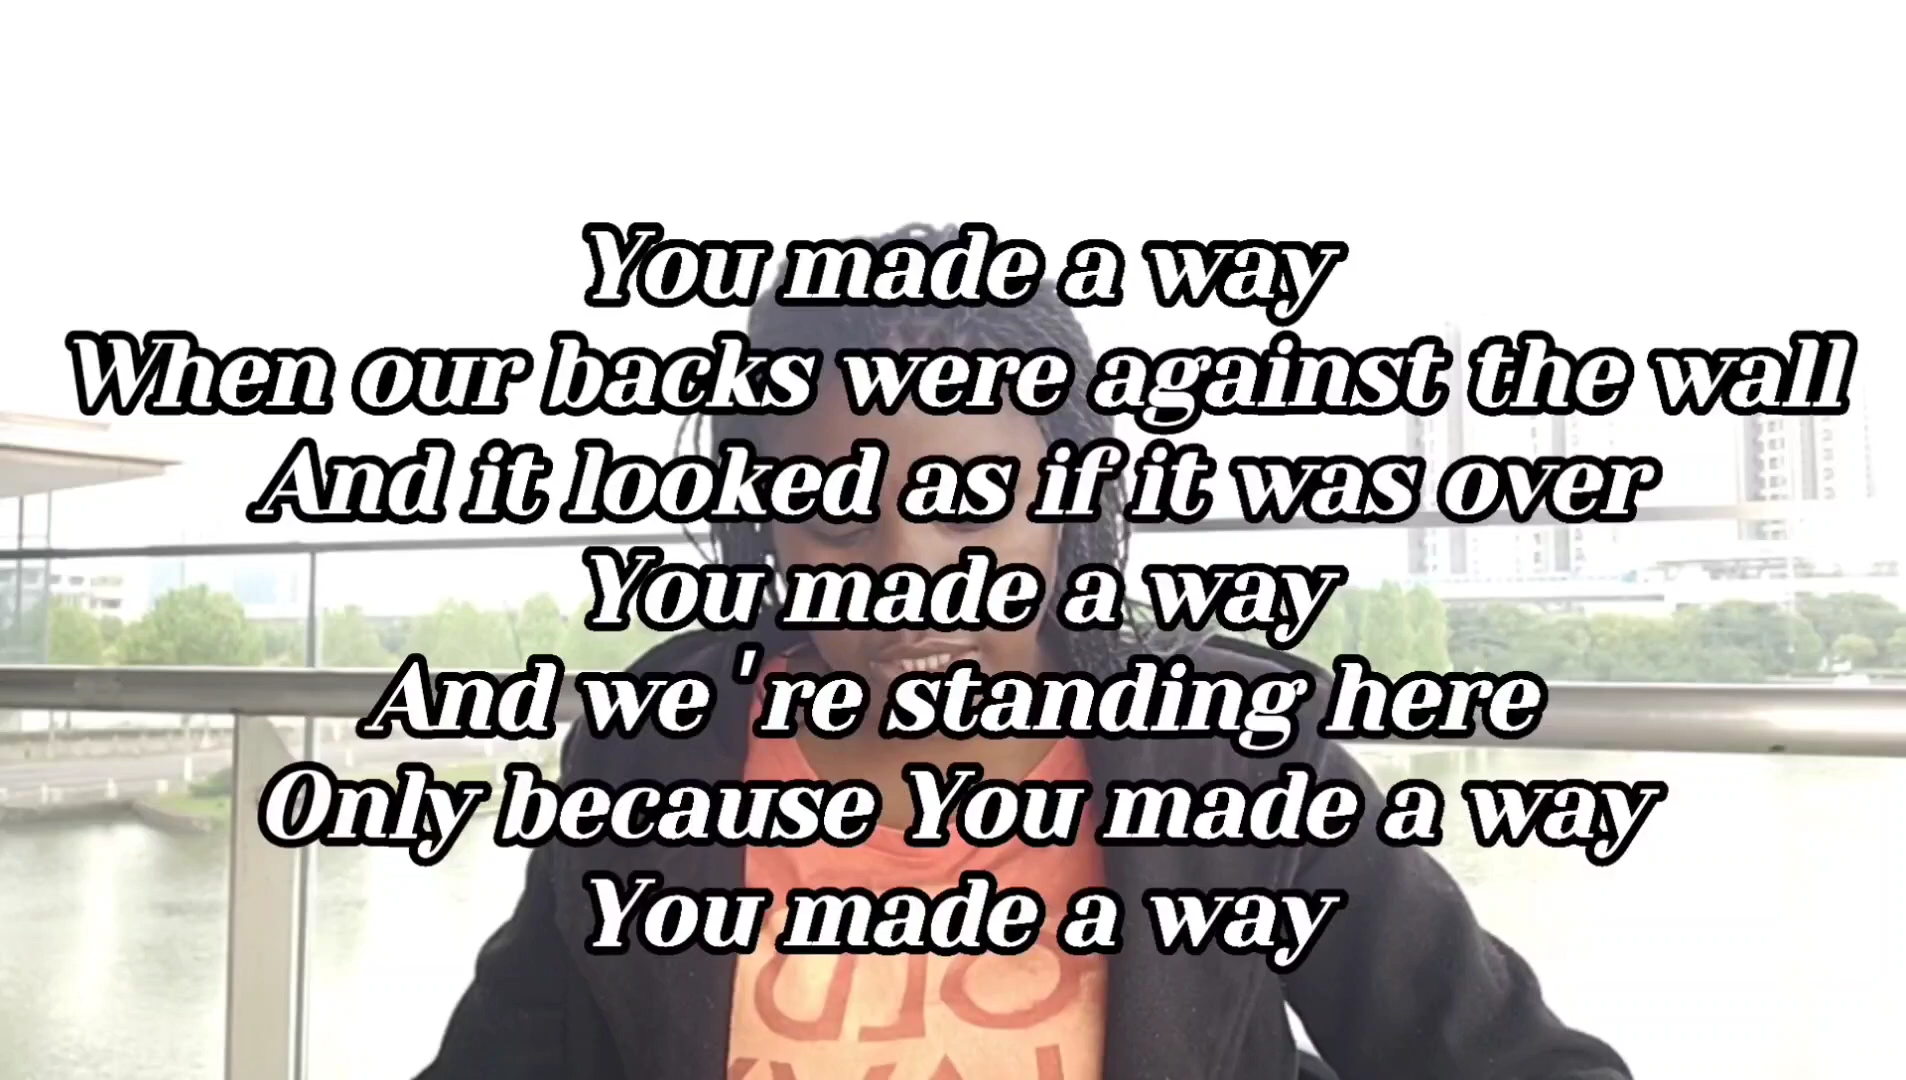 You made a way
When our backs were against the wall
And it looked as if it was over
You made a way
And we're standing here
Only because You made a way
You made a way
OLD